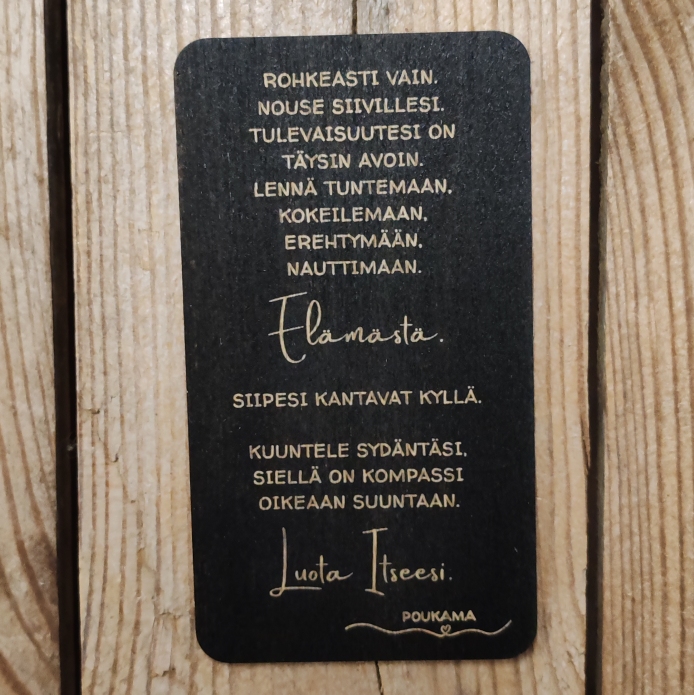 ROHKEASTI VAIN.
NOUSE SIIVILLESI.
TULEVAISUUTESI ON
TÄYSIN AVOIN.
LENNÄ TUNTEMAAN,
KOKEILEMAAN,
EREHTYMÄÄN,
NAUTTIMAAN.
Elämästä.
SIIPESI KANTAVAT KYLLÄ.
KUUNTELE SYDÄNTÄSI,
SIELLÄ ON KOMPASSI
OIKEAAN SUUNTAAN.
Luota Itseesi.
POUKAMA